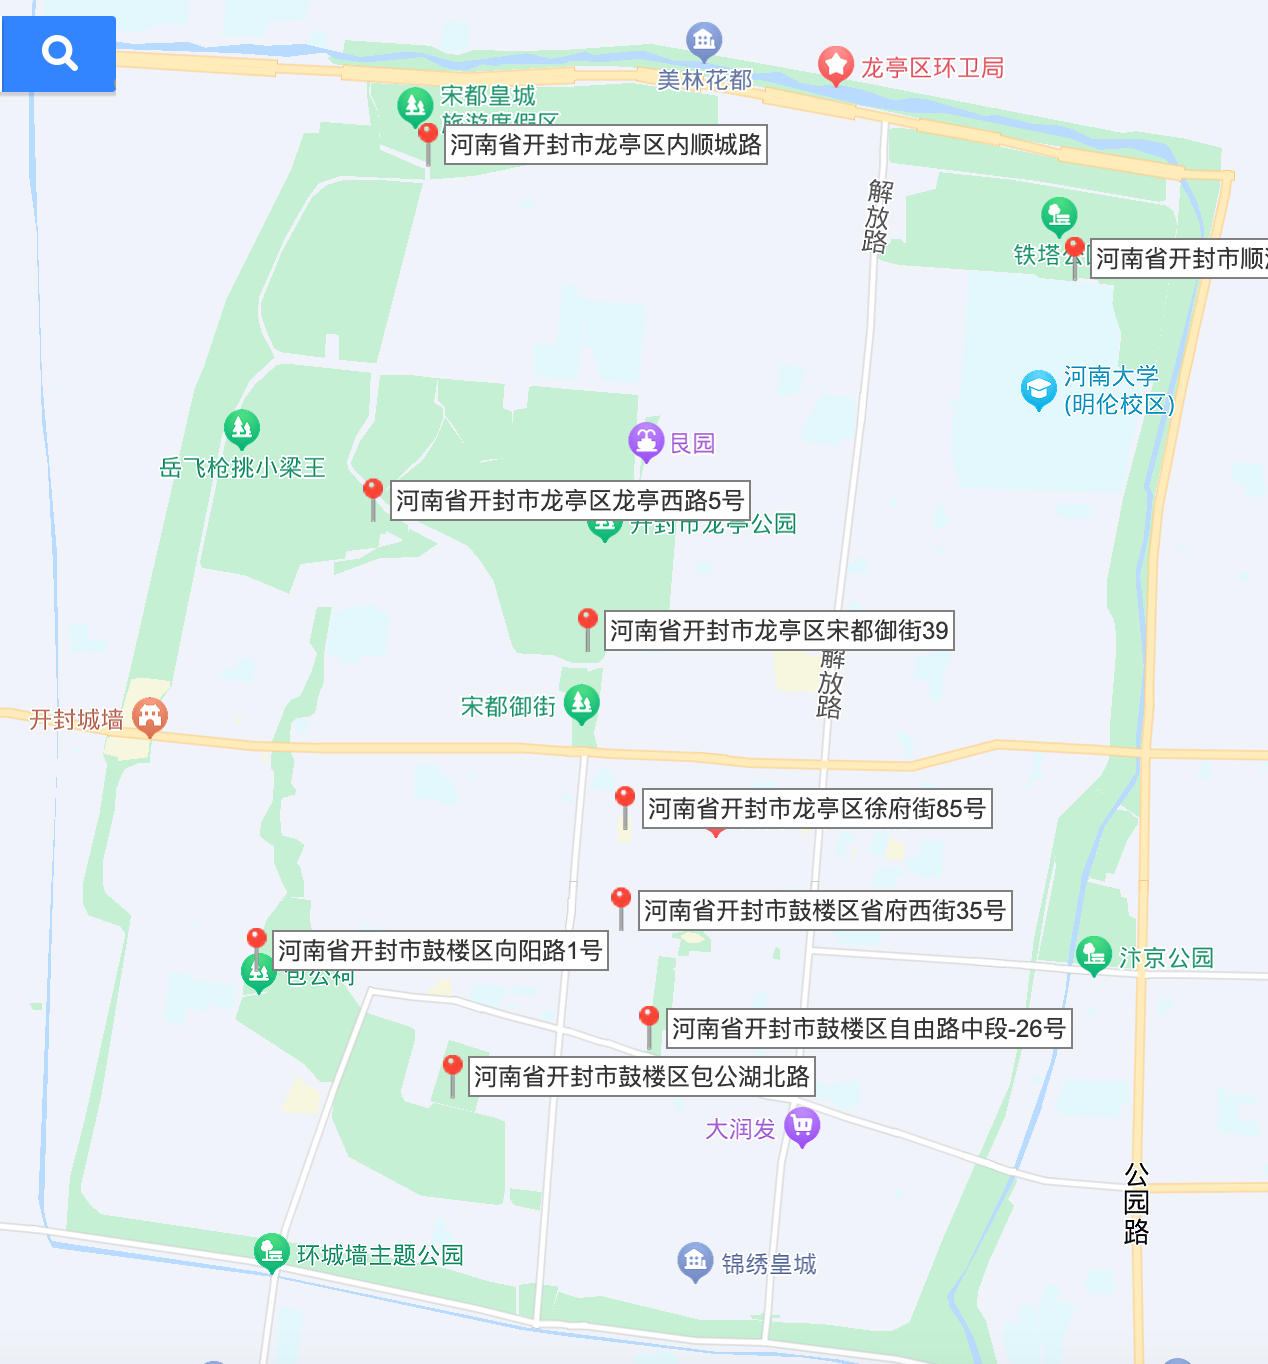 美林花都
龙亭区环卫局
宋都皇城
旅游度假区
河南省开封市龙亭区内顺城路
解放路
铁塔公
河南省开封市顺
河南大学
(明伦校区)
艮园
岳飞枪挑小梁王
河南省开封市龙亭区龙亭西路5号
开封市龙亭公园
河南省开封市龙亭区宋都御街39
解放路
宋都御街
开封城墙
河南省开封市龙亭区徐府街85号
河南省开封市鼓楼区省府西街35号
河南省开封市鼓楼区向阳路1号
包公祠
汴京公园
河南省开封市鼓楼区自由路中段-26号
河南省开封市鼓楼区包公湖北路
大润发
公园路
环城墙主题公园
锦绣皇城